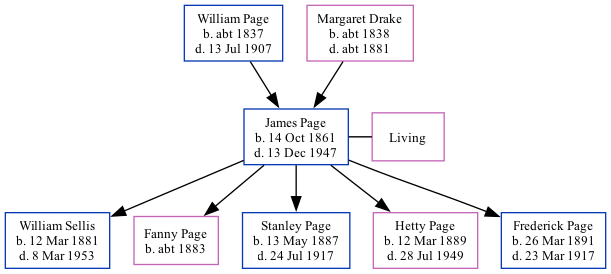 William Page
b. abt 1837
d. 13 Jul 1907
Margaret Drake
b. abt 1838
d. abt 1881
James Page
b. 14 Oct 1861
d. 13 Dec 1947
Living
William Sellis
b. 12 Mar 1881
d. 8 Mar 1953
Fanny Page
b. abt 1883
Stanley Page
b. 13 May 1887
d. 24 Jul 1917
Hetty Page
b. 12 Mar 1889
d. 28 Jul 1949
Frederick Page
b. 26 Mar 1891
d. 23 Mar 1917